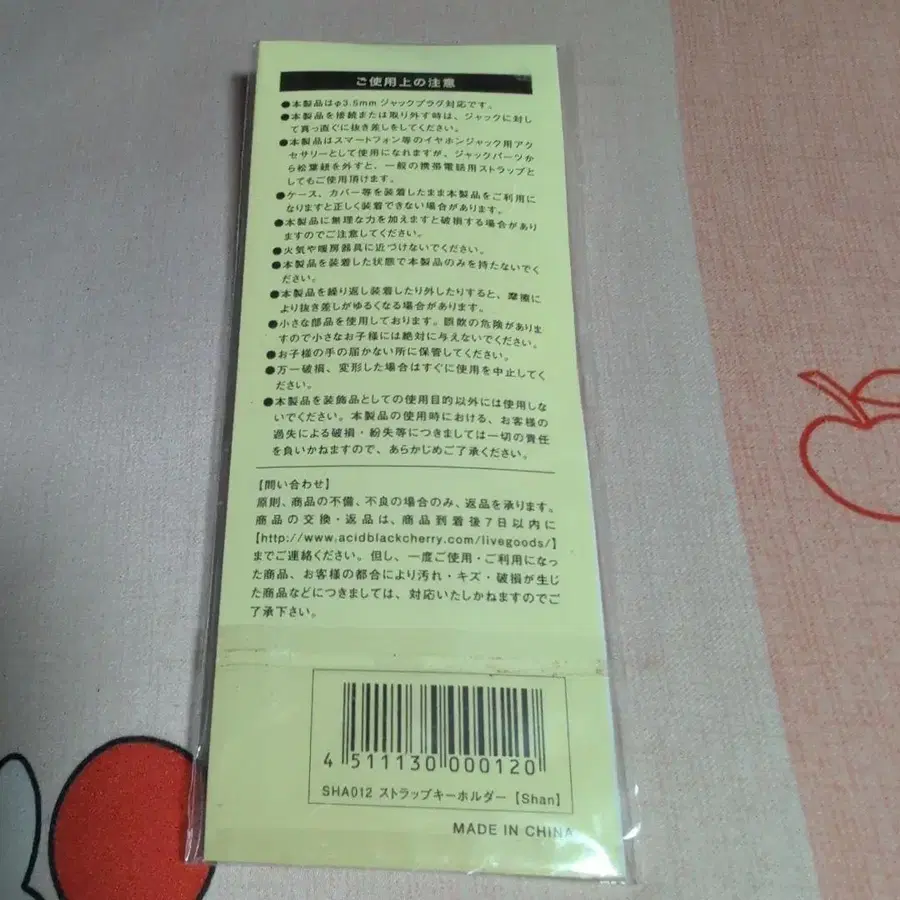 ご使用上の注意
●本製品はφ3.5mm ジャックプラグ対応です。
●本製品を接続または取り外す時は、ジャックに対し
て真っ直ぐに抜き差しをしてください。
●本製品はスマートフォン等のイヤホンジャック用アク
セサリーとして使用になれますが、ジャックパーツか
ら松葉紐を外すと、一般の携帯電話用ストラップと
してもご使用頂けます。
●ケース、カバー等を装着したまま本製品をご利用に
なりますと正しく装着できない場合があります。
●本製品に無理な力を加えますと破損する場合があり
ますのでご注意してください。
●火気や暖房器具に近づけないでください。
●本製品を装着した状態で本製品のみを持たないでく
ださい。
●本製品を繰り返し装着したり外したりすると、摩擦に
より抜き差しがゆるくなる場合があります。
●小さな部品を使用しております。誤飲の危険がありま
すので小さなお子様には絶対に与えないでください。
●お子様の手の届かない所に保管してください。
●万一破損、変形した場合はすぐに使用を中止してく
ださい。
●本製品を装飾品としての使用目的以外には使用しな
いでください。本製品の使用時における、お客様の
過失による破損・紛失等につきましては一切の責任
を負いかねますので、あらかじめご了承ください。
【問い合わせ】
原則、商品の不備、不良の場合のみ、返品を承ります。
商品の交換・返品は、商品到着後7日以内に
【http://www.acidblackcherry.com/livegoods/】
までご連絡ください。但し、一度ご使用・ご利用になっ
た商品、お客様の都合により汚れ・キズ・破損が生じ
た商品などにつきましては、対応いたしかねますのでご
了承下さい。
4 511130 000120
SHA012 ストラップキーホルダー【Shan】
MADE IN CHINA